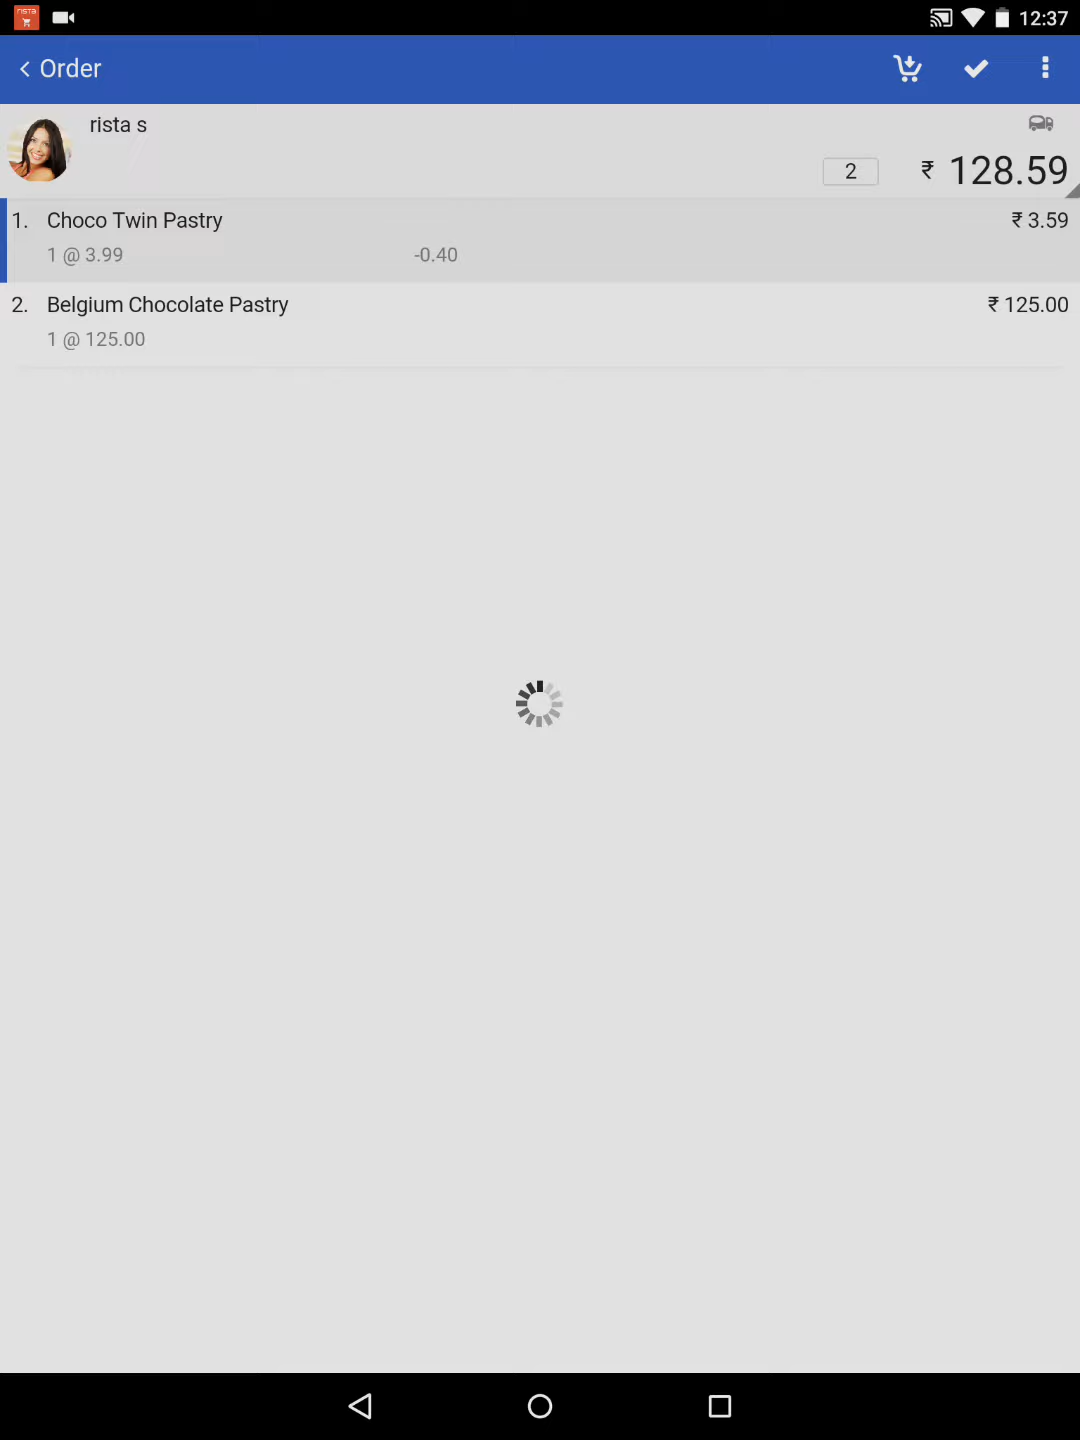 rista
12:37
Order
rista s
2 ₹ 128.59
1. Choco Twin Pastry ₹ 3.59
1 @ 3.99 -0.40
2. Belgium Chocolate Pastry ₹ 125.00
1 @ 125.00